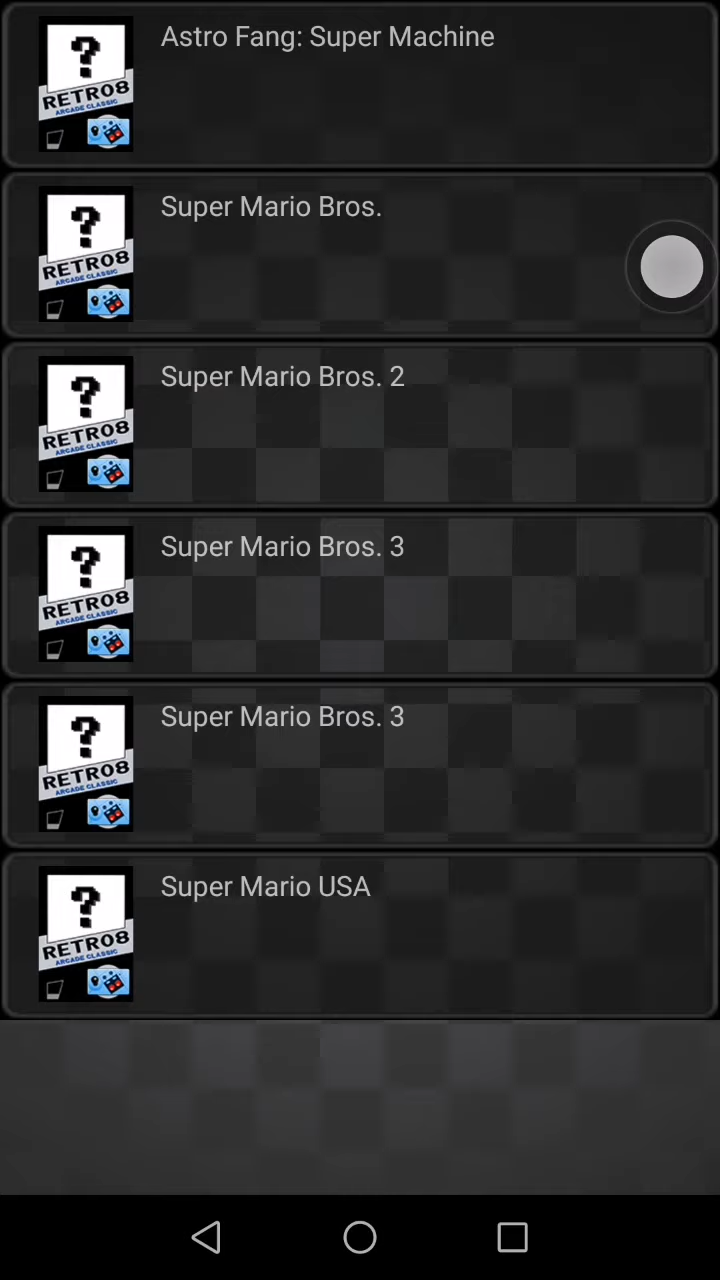 ?
RETRO8
ARCADE CLASSIC
Astro Fang: Super Machine
?
RETRO8
ARCADE CLASSIC
Super Mario Bros.
?
RETRO8
ARCADE CLASSIC
Super Mario Bros. 2
?
RETRO8
ARCADE CLASSIC
Super Mario Bros. 3
?
RETRO8
ARCADE CLASSIC
Super Mario Bros. 3
?
RETRO8
ARCADE CLASSIC
Super Mario USA